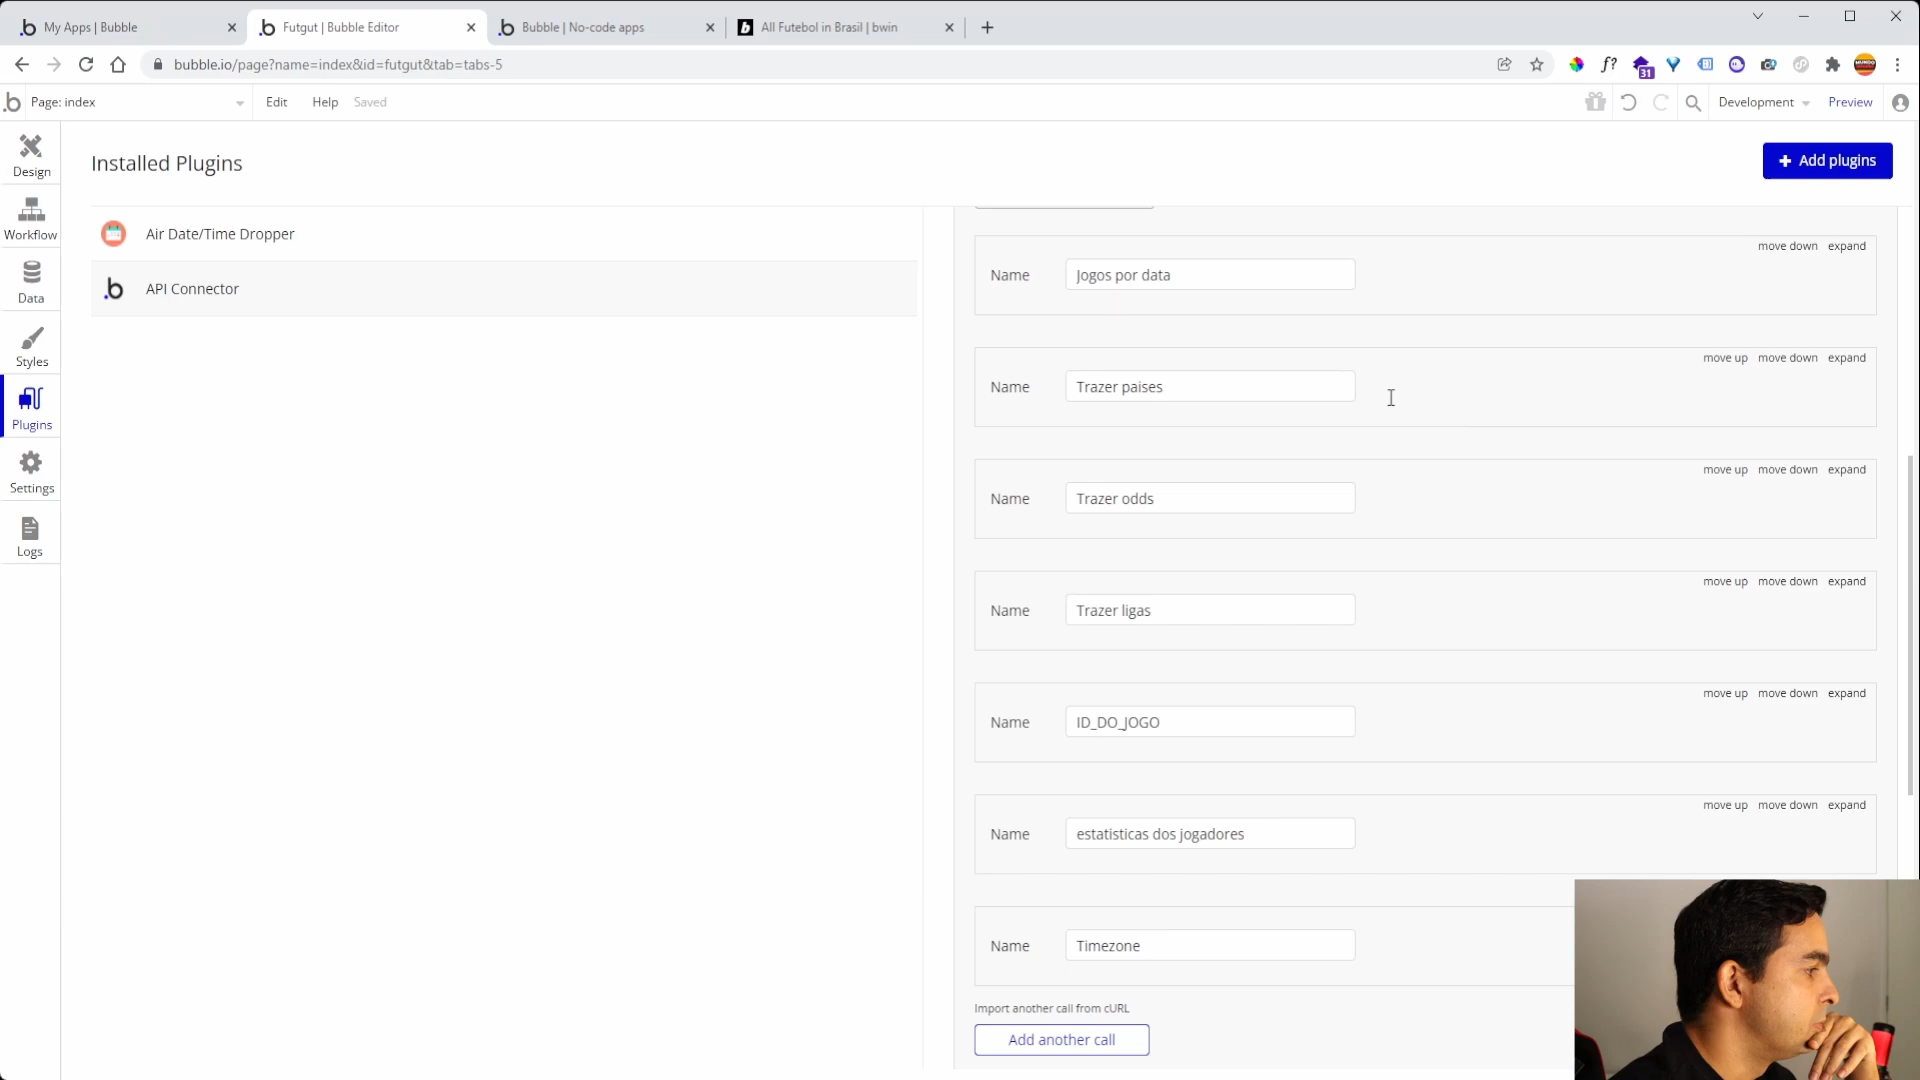 My Apps | Bubble
Futgut | Bubble Editor
Bubble | No-code apps
All Futebol in Brasil | bwin
bubble.io/page?name=index&id=futgut&tab=tabs-5
f?
31
Page: index
Edit
Help
Saved
Development
Preview
Design
Workflow
Data
Styles
Plugins
Settings
Logs
Installed Plugins
+ Add plugins
Air Date/Time Dropper
API Connector
move down expand
Name Jogos por data
move up move down expand
Name Trazer paises
move up move down expand
Name Trazer odds
move up move down expand
Name Trazer ligas
move up move down expand
Name ID_DO_JOGO
move up move down expand
Name estatisticas dos jogadores
Name Timezone
Import another call from cURL
Add another call